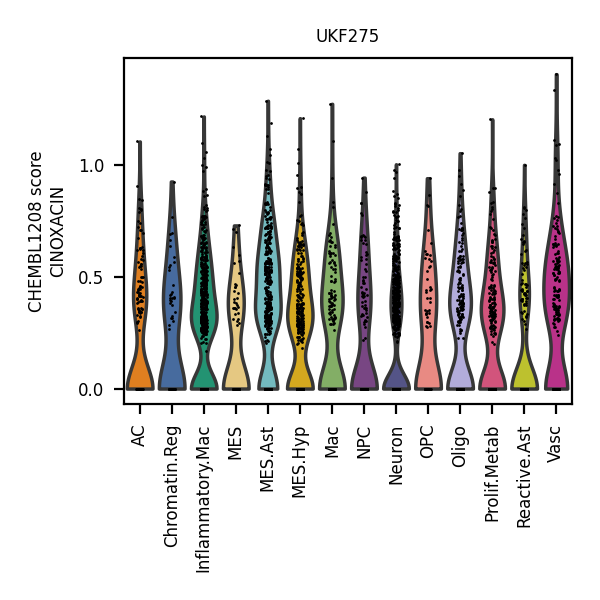 UKF275
CHEMBL1208 score
CINOXACIN
1.0
0.5
0.0
AC
Chromatin.Reg
Inflammatory.Mac
MES
MES.Ast
MES.Hyp
Mac
NPC
Neuron
OPC
Oligo
Prolif.Metab
Reactive.Ast
Vasc